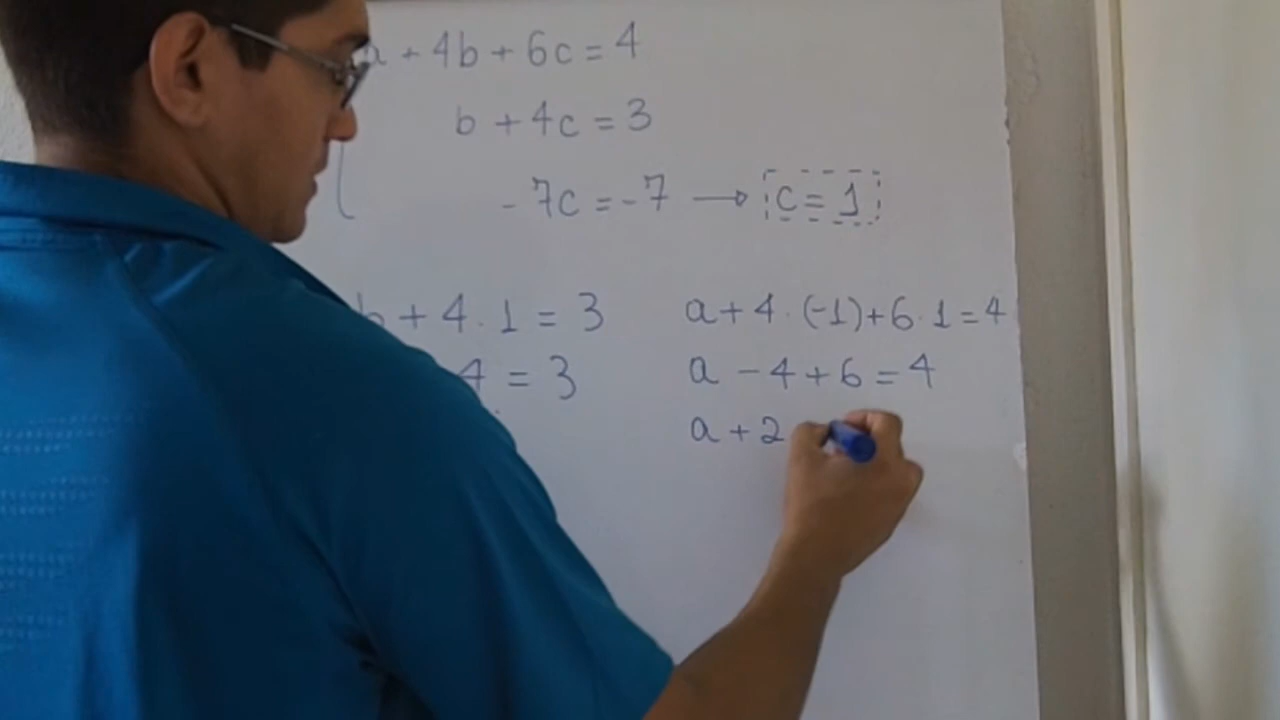 a + 4b + 6c = 4
b + 4c = 3
- 7c = - 7 → c = 1
b + 4 . 1 = 3
4 = 3
a + 4 . (-1) + 6 . 1 = 4
a - 4 + 6 = 4
a + 2